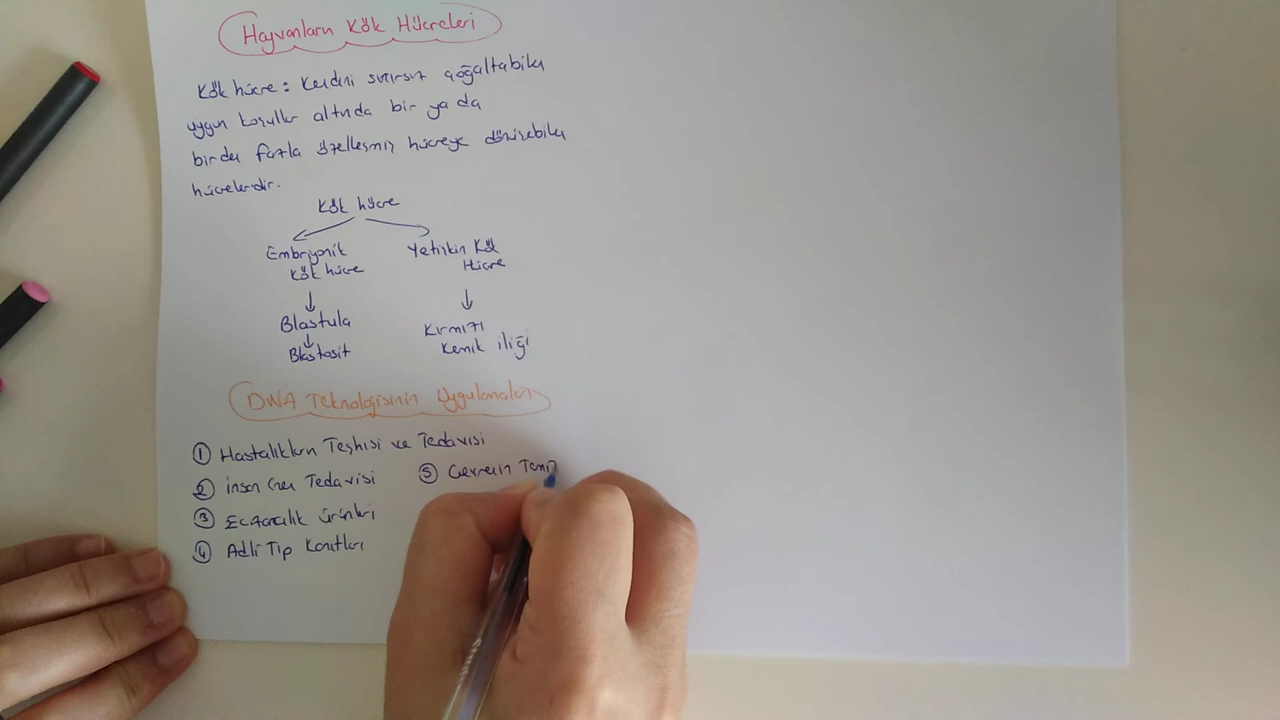 Hayvanların Kök Hücreleri
Kök hücre: Kendini sınırsız çoğaltabilen
uygun koşullar altında bir ya da
birden fazla özelleşmiş hücreye dönüşebilen
hücrelerdir.
Kök hücre
Embriyonik
Kök hücre
Yetişkin Kök
Hücre
Blastula
Blastosit
Kırmızı
Kemik iliği
DNA Teknolojisinin Uygulamaları
① Hastalıkların Teşhisi ve Tedavisi
② İnsan Gen Tedavisi
③ Eczacılık ürünleri
④ Adli Tıp Kanıtları
⑤ Çevrenin Temiz